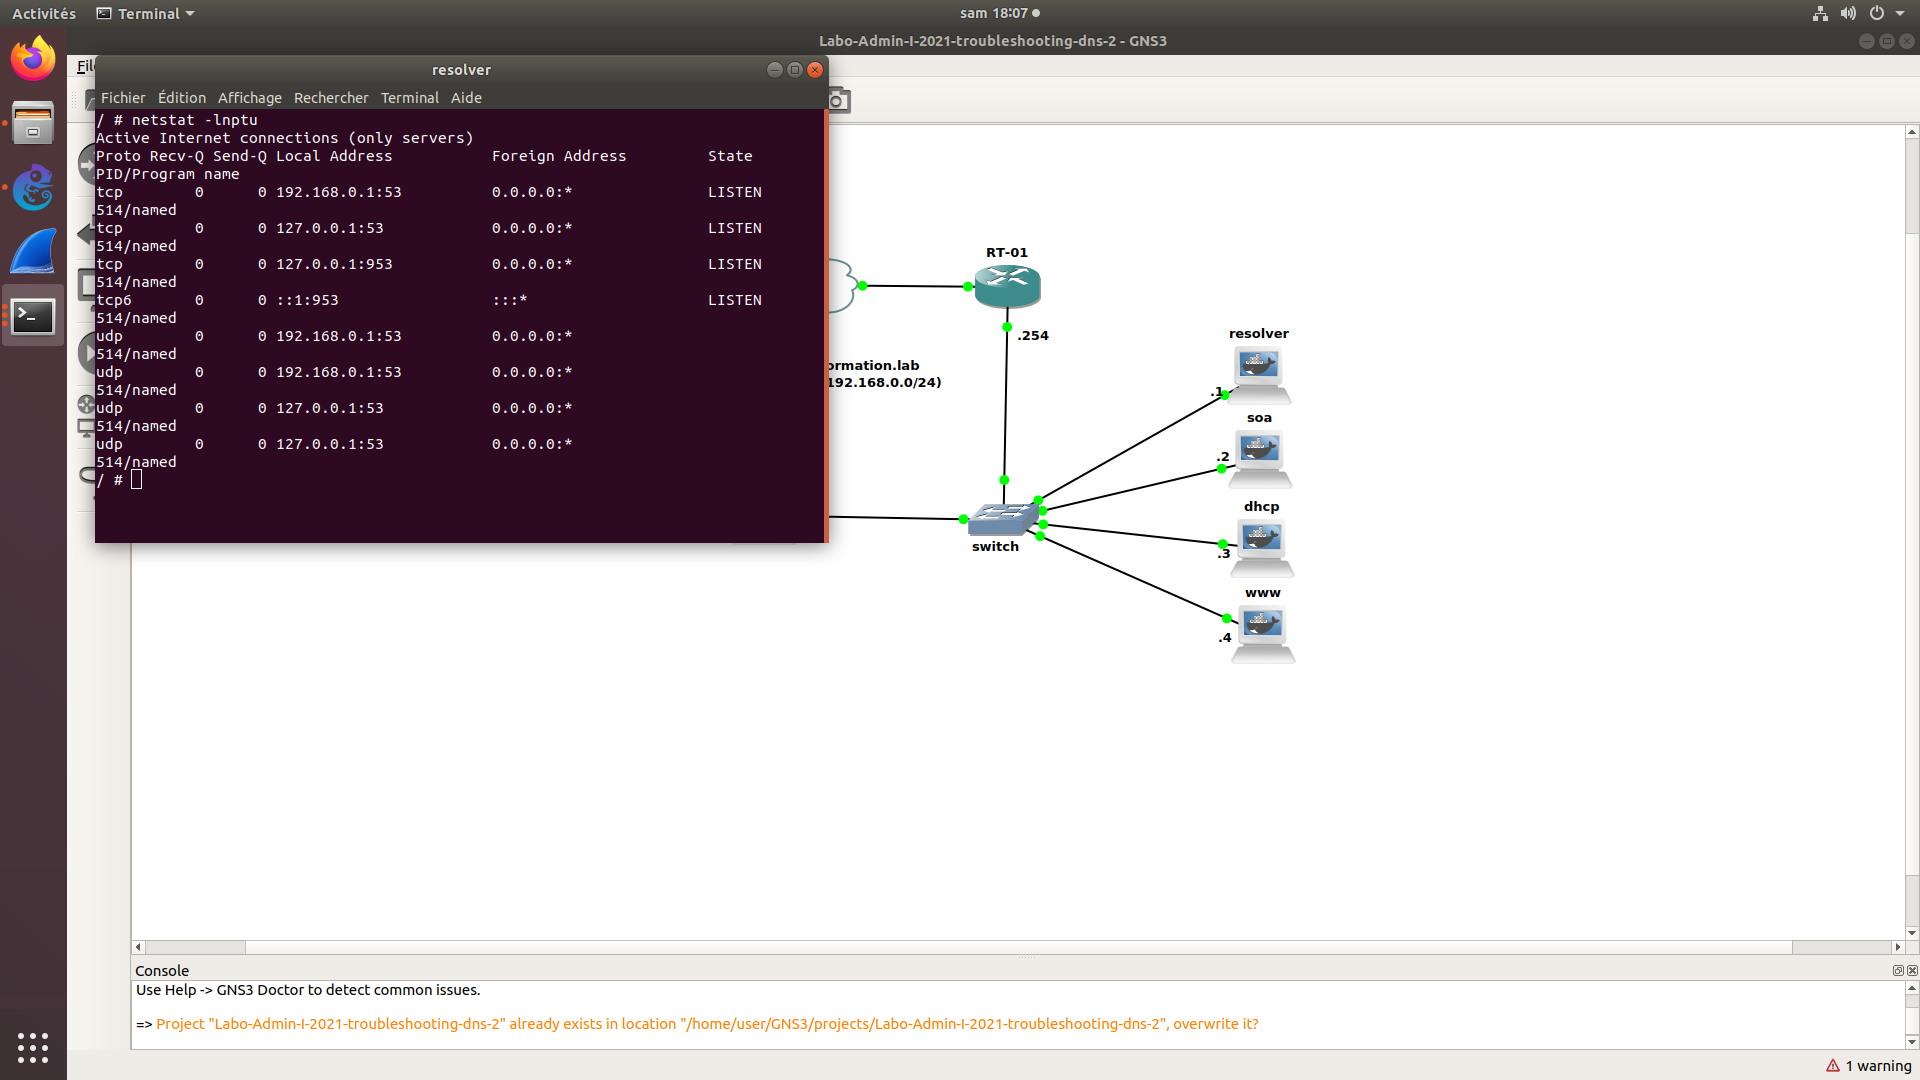 Activités
Terminal
sam 18:07
Labo-Admin-I-2021-troubleshooting-dns-2 - GNS3
resolver
Fichier Édition Affichage Rechercher Terminal Aide
/ # netstat -lnptu
Active Internet connections (only servers)
Proto Recv-Q Send-Q Local Address Foreign Address State
PID/Program name
tcp 0 0 192.168.0.1:53 0.0.0.0:* LISTEN
514/named
tcp 0 0 127.0.0.1:53 0.0.0.0:* LISTEN
514/named
tcp 0 0 127.0.0.1:953 0.0.0.0:* LISTEN
514/named
tcp6 0 0 ::1:953 :::* LISTEN
514/named
udp 0 0 192.168.0.1:53 0.0.0.0:*
514/named
udp 0 0 192.168.0.1:53 0.0.0.0:*
514/named
udp 0 0 127.0.0.1:53 0.0.0.0:*
514/named
udp 0 0 127.0.0.1:53 0.0.0.0:*
514/named
/ #
RT-01
.254
ormation.lab
192.168.0.0/24)
resolver
.1
soa
.2
dhcp
.3
www
.4
switch
Console
Use Help -> GNS3 Doctor to detect common issues.
=> Project "Labo-Admin-I-2021-troubleshooting-dns-2" already exists in location "/home/user/GNS3/projects/Labo-Admin-I-2021-troubleshooting-dns-2", overwrite it?
1 warning